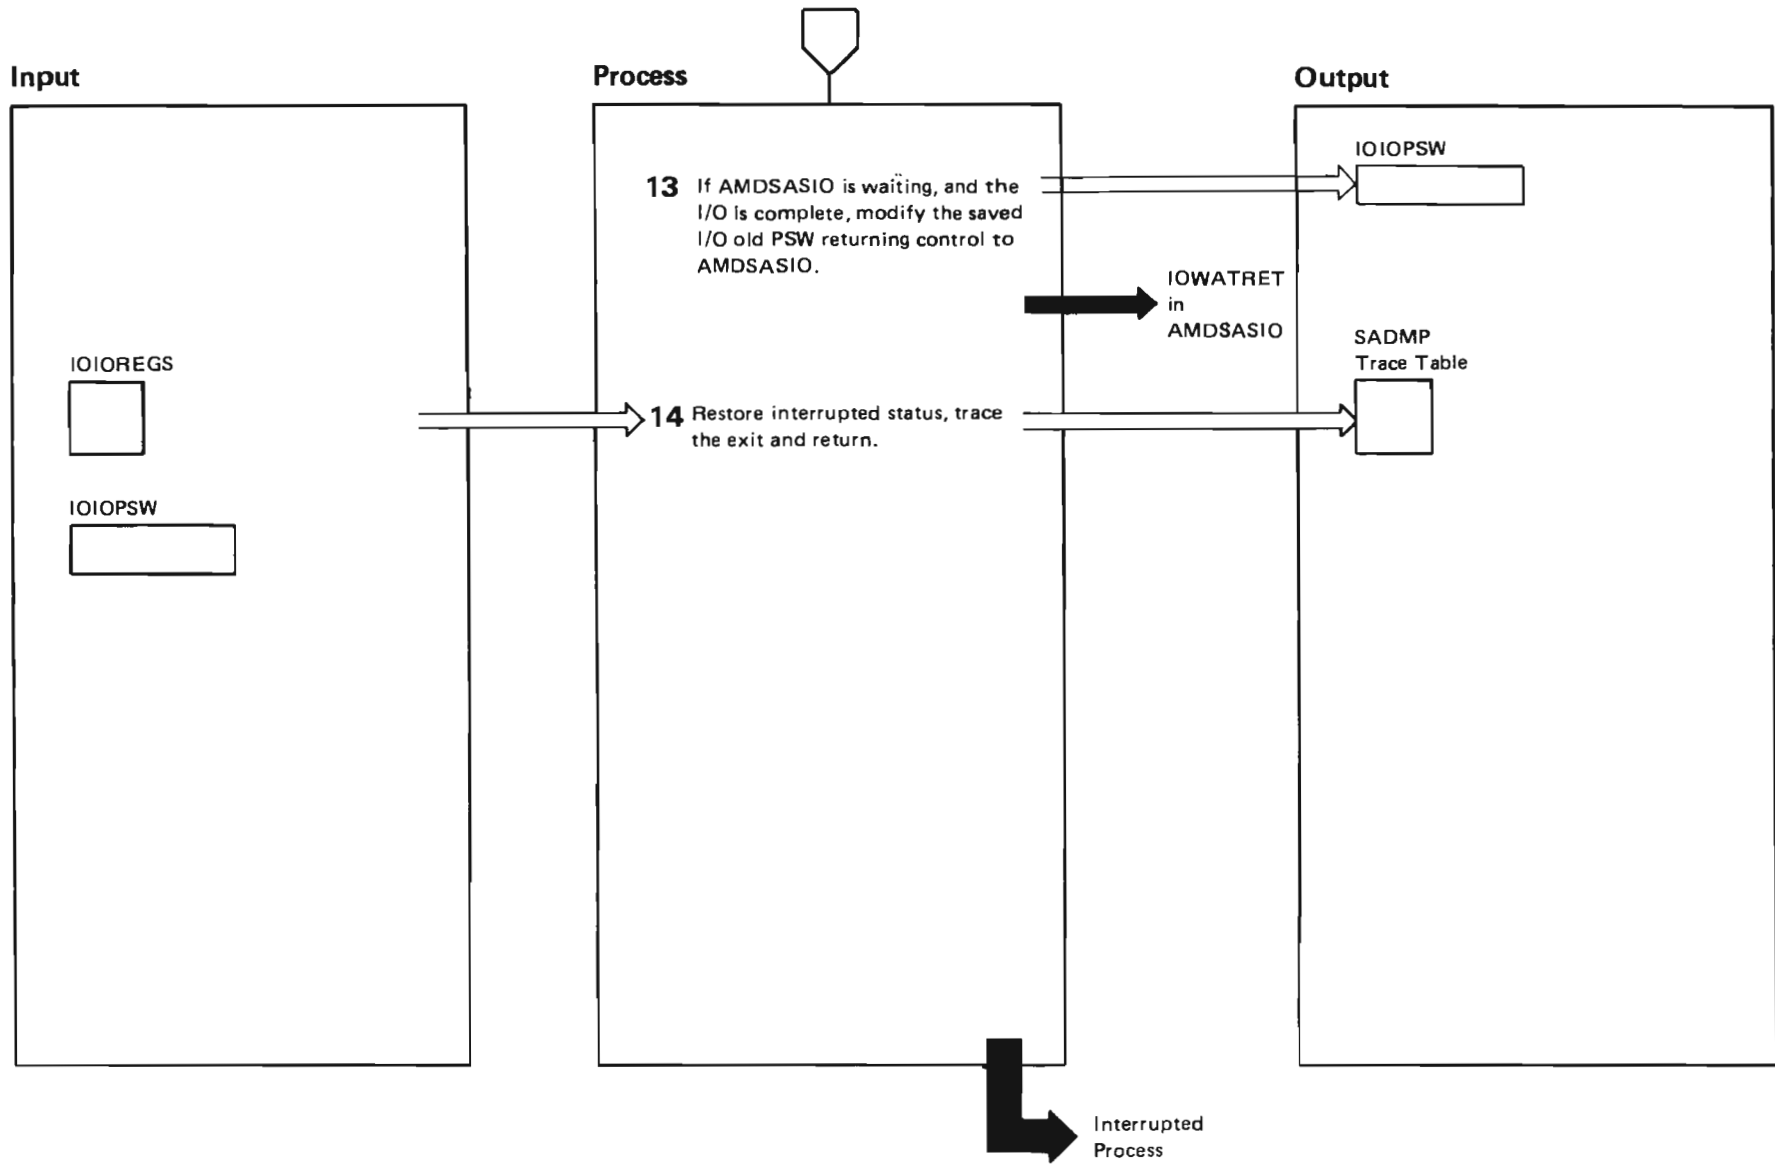 Input
Process
Output
IOIOPSW
13 If AMDSASIO is waiting, and the
I/O is complete, modify the saved
I/O old PSW returning control to
AMDSASIO.
IOWATRET
in
AMDSASIO
SADMP
Trace Table
IOIOREGS
14 Restore interrupted status, trace
the exit and return.
IOIOPSW
Interrupted
Process